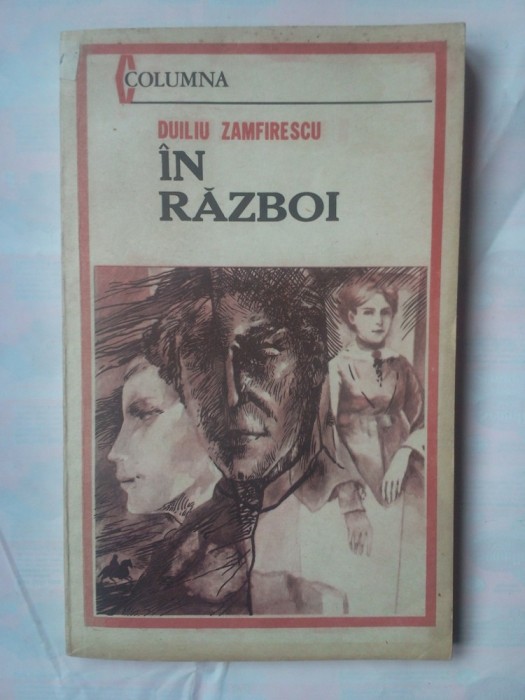 COLUMNA
DUILIU ZAMFIRESCU
ÎN
RĂZBOI